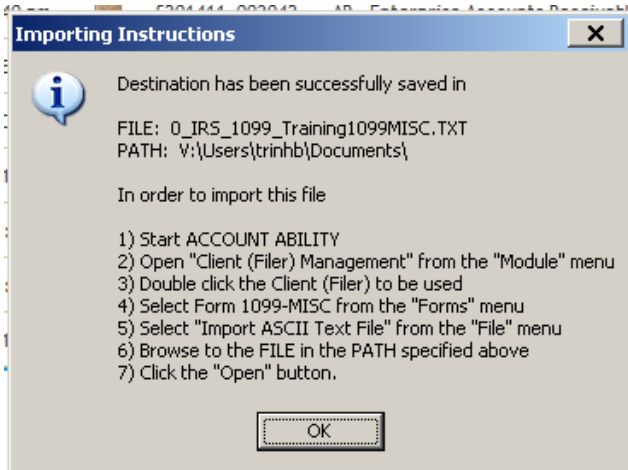 Importing Instructions
Destination has been successfully saved in
FILE: 0_IRS_1099_Training1099MISC.TXT
PATH: V:\Users\trinhb\Documents\
In order to import this file
1) Start ACCOUNT ABILITY
2) Open "Client (Filer) Management" from the "Module" menu
3) Double click the Client (Filer) to be used
4) Select Form 1099-MISC from the "Forms" menu
5) Select "Import ASCII Text File" from the "File" menu
6) Browse to the FILE in the PATH specified above
7) Click the "Open" button.
OK